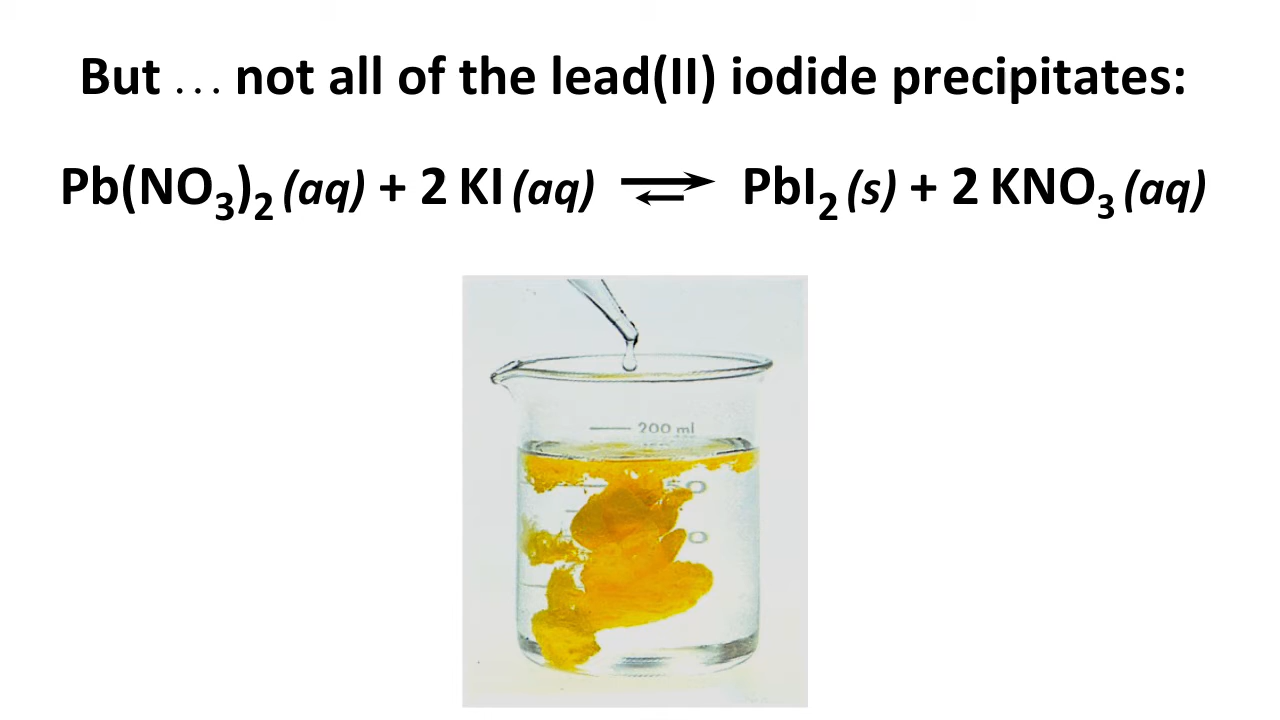 But . . . not all of the lead(II) iodide precipitates:
Pb(NO₃)₂ (aq) + 2 KI (aq) ⇌ PbI₂ (s) + 2 KNO₃ (aq)
200 ml